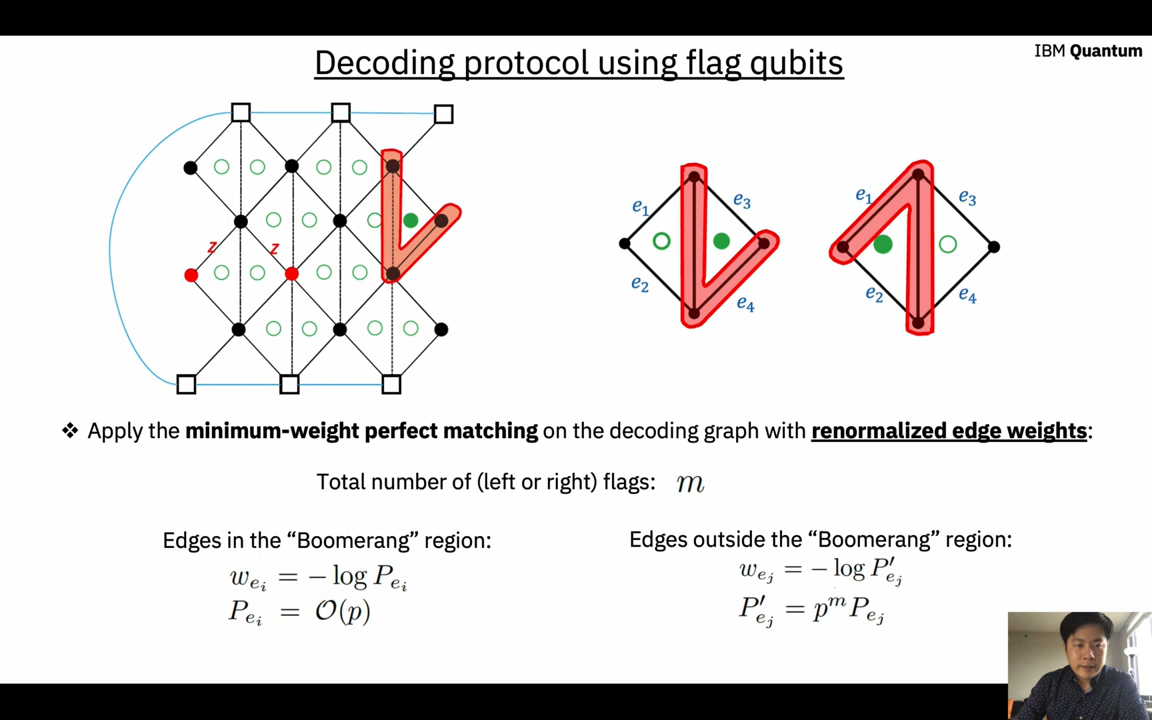 IBM Quantum
Decoding protocol using flag qubits
z z
e₁ e₃
e₂ e₄
e₁ e₃
e₂ e₄
❖ Apply the minimum-weight perfect matching on the decoding graph with renormalized edge weights:
Total number of (left or right) flags: m
Edges in the “Boomerang” region:
w_{e_i} = − log P_{e_i}
P_{e_i} = 𝒪(p)
Edges outside the “Boomerang” region:
w_{e_j} = − log P′_{e_j}
P′_{e_j} = p^m P_{e_j}